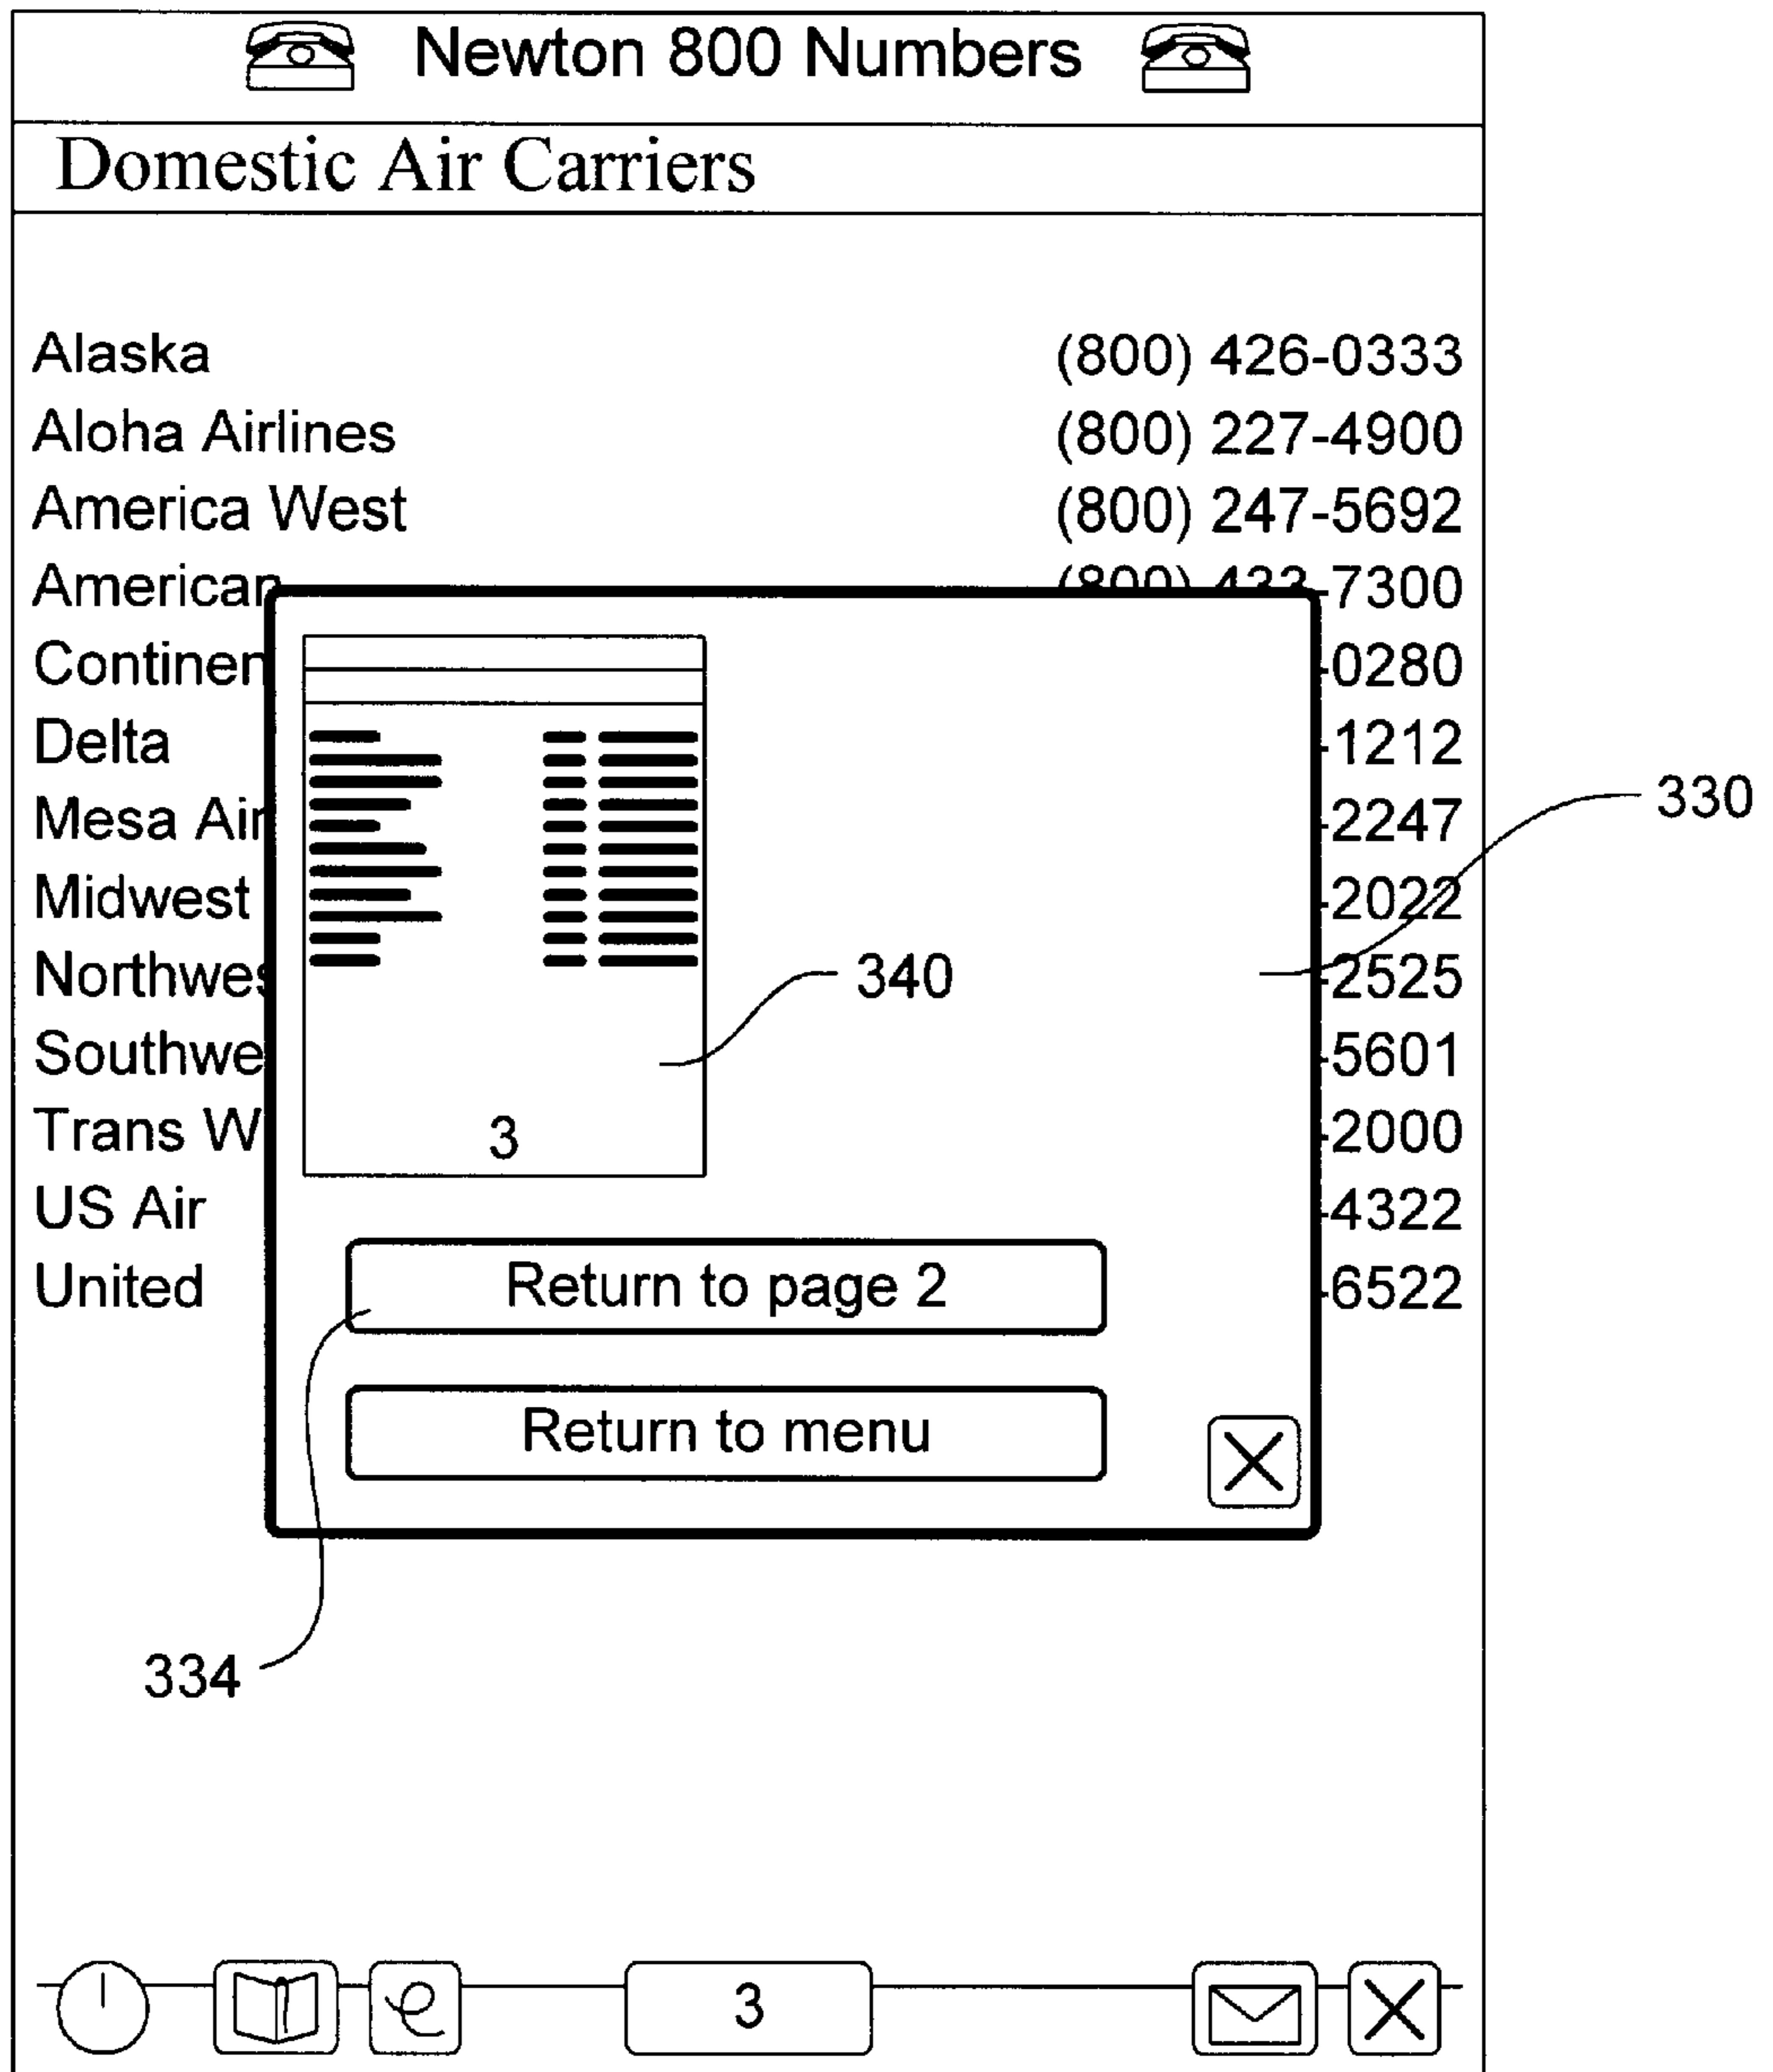 Newton 800 Numbers
Domestic Air Carriers
Alaska (800) 426-0333
Aloha Airlines (800) 227-4900
America West (800) 247-5692
American (800) 433-7300
Continen -0280
Delta -1212
Mesa Air -2247
Midwest -2022
Northwes -2525
Southwe -5601
Trans W -2000
US Air -4322
United -6522
330
340
3
Return to page 2
Return to menu
334
3